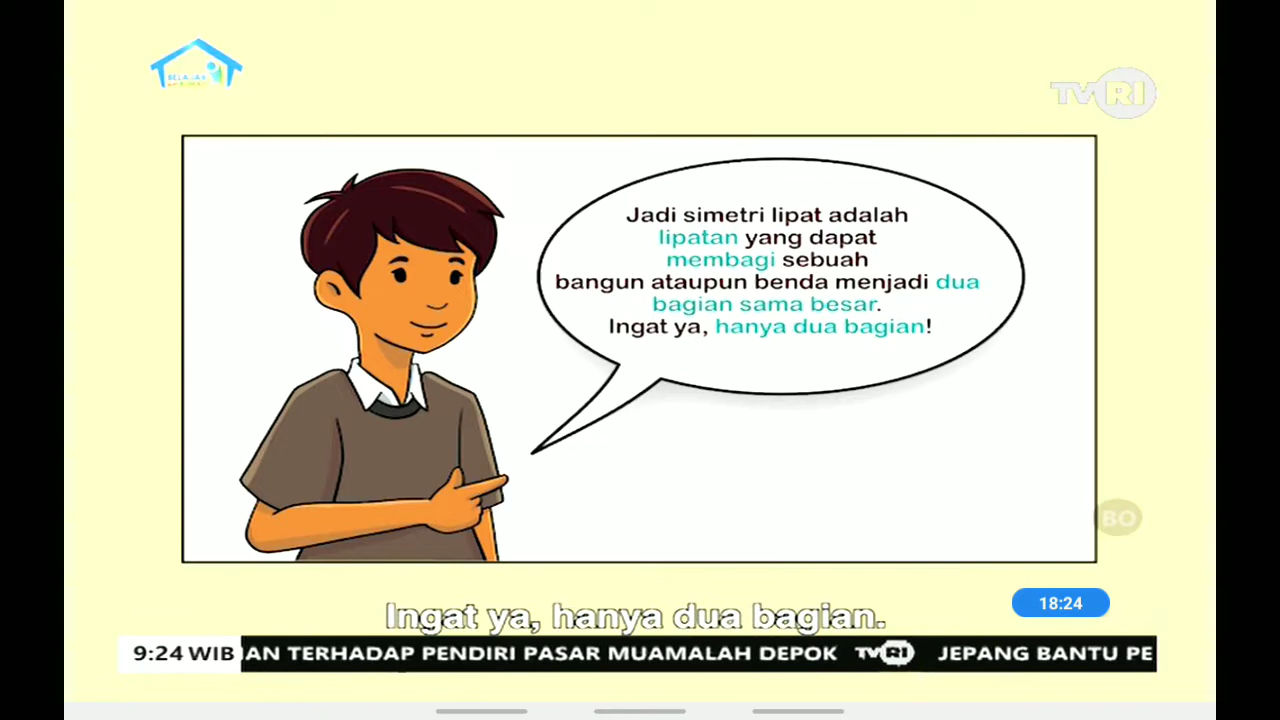 BELAJAR
TVRI
Jadi simetri lipat adalah
lipatan yang dapat
membagi sebuah
bangun ataupun benda menjadi dua
bagian sama besar.
Ingat ya, hanya dua bagian!
BO
18:24
Ingat ya, hanya dua bagian.
9:24 WIB AN TERHADAP PENDIRI PASAR MUAMALAH DEPOK TVRI JEPANG BANTU PE